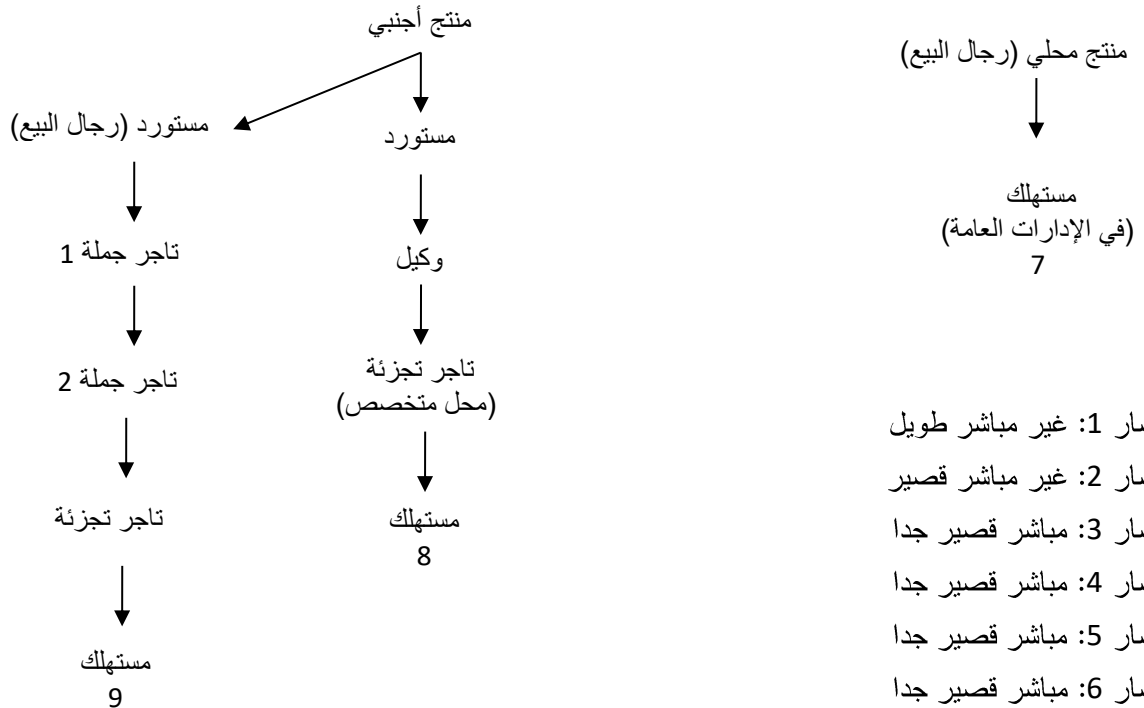 منتج محلي (رجال البيع)
مستهلك
(في الإدارات العامة)
7
سار 1: غير مباشر طويل
سار 2: غير مباشر قصير
سار 3: مباشر قصير جدا
سار 4: مباشر قصير جدا
سار 5: مباشر قصير جدا
سار 6: مباشر قصير جدا
منتج أجنبي
مستورد
وكيل
تاجر تجزئة
(محل متخصص)
مستهلك
8
مستورد (رجال البيع)
تاجر جملة 1
تاجر جملة 2
تاجر تجزئة
مستهلك
9